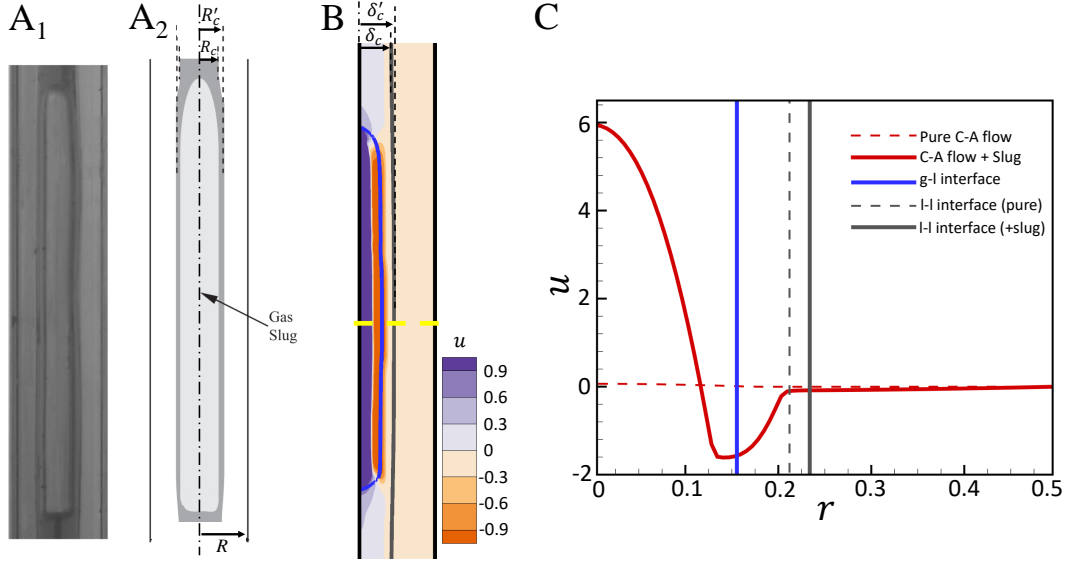 A1
A2
R′c
Rc
Gas
Slug
R
B
δ′c
δc
u
0.9
0.6
0.3
0
-0.3
-0.6
-0.9
C
6
4
2
0
-2
u
0
0.1
0.2
0.3
0.4
0.5
r
Pure C-A flow
C-A flow + Slug
g-l interface
l-l interface (pure)
l-l interface (+slug)